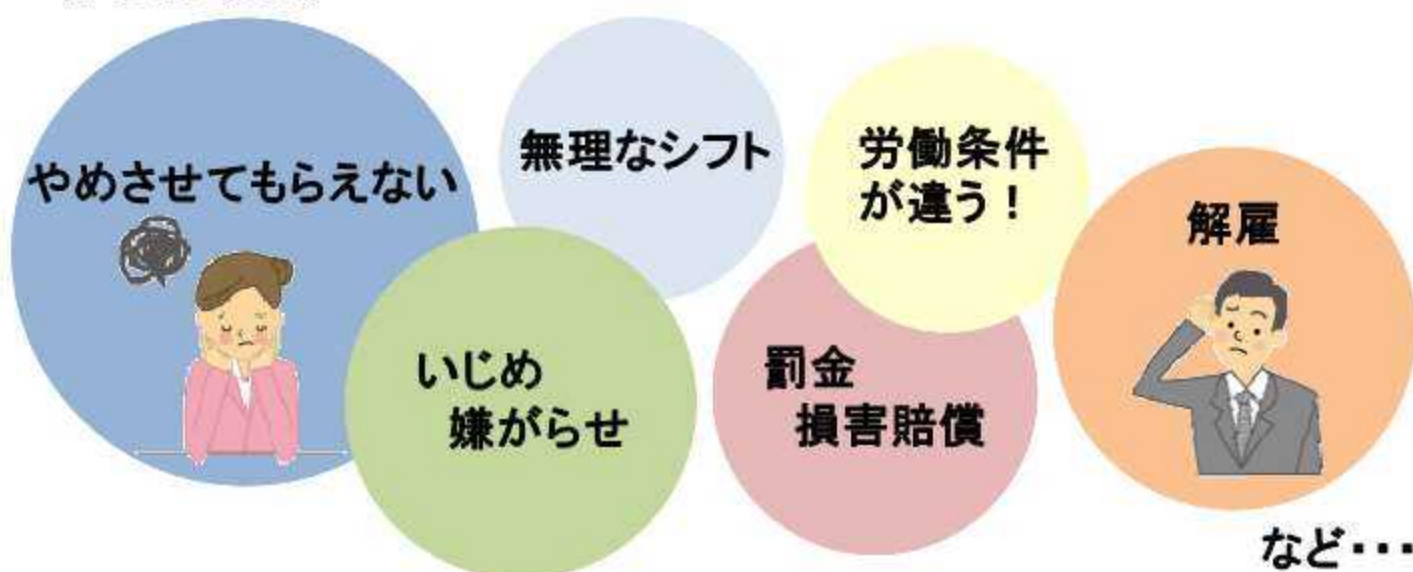 やめさせてもらえない
無理なシフト
労働条件
が違う！
解雇
いじめ
嫌がらせ
罰金
損害賠償
など・・・